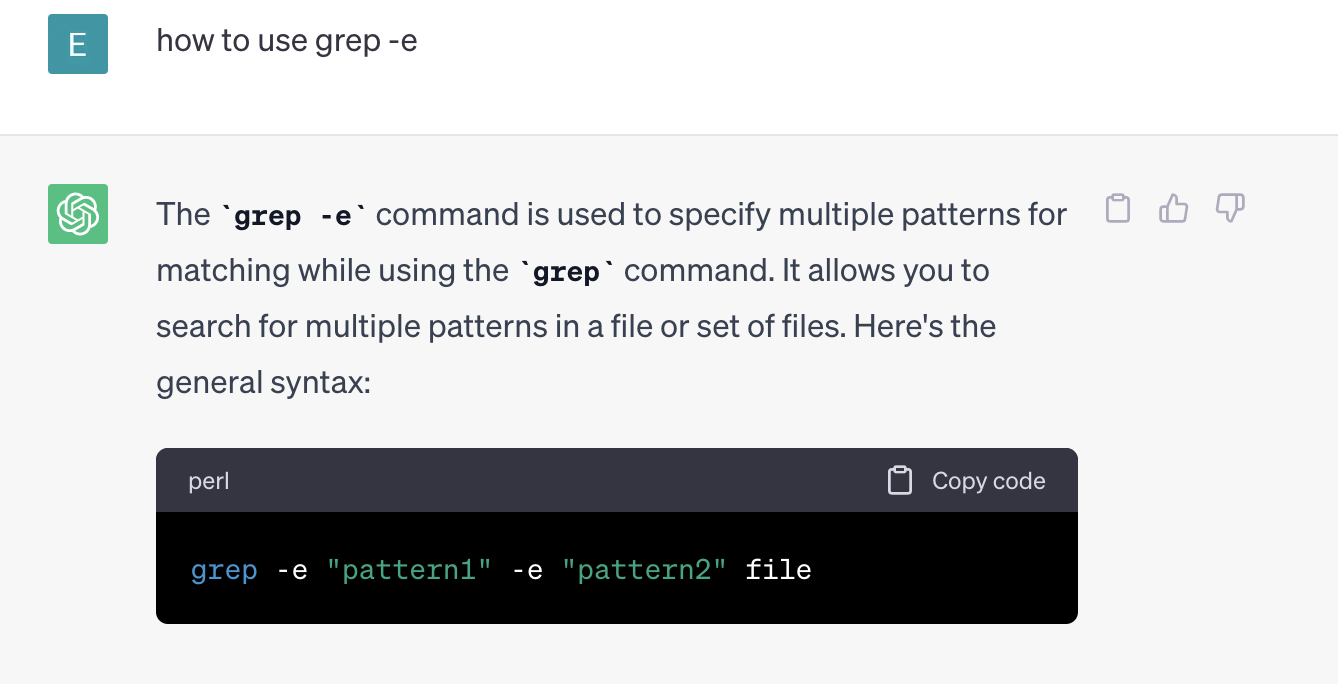 E
how to use grep -e
The `grep -e` command is used to specify multiple patterns for
matching while using the `grep` command. It allows you to
search for multiple patterns in a file or set of files. Here's the
general syntax:
perl
Copy code
grep -e "pattern1" -e "pattern2" file